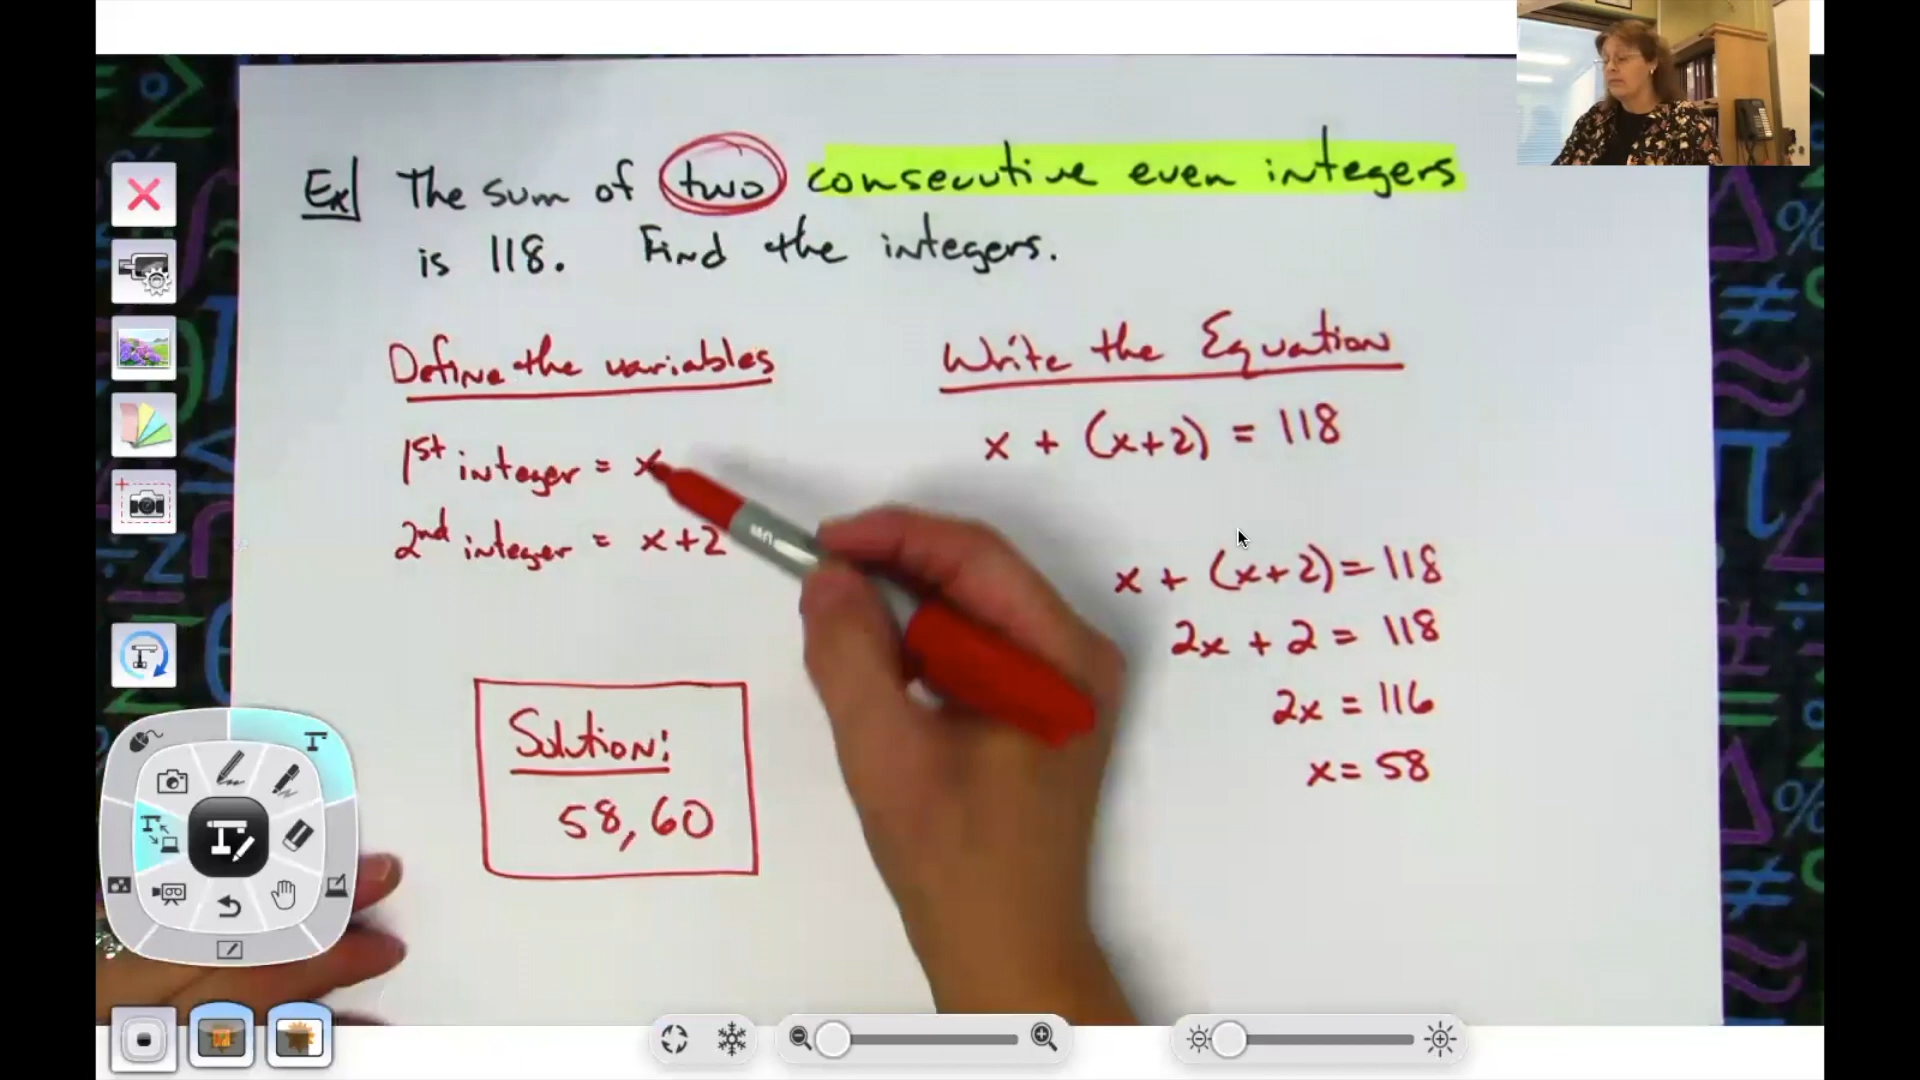 Ex| The sum of two consecutive even integers
is 118. Find the integers.
Define the variables
1st integer = x
2nd integer = x+2
Solution:
58, 60
Write the Equation
x + (x+2) = 118
x + (x+2) = 118
2x + 2 = 118
2x = 116
x = 58